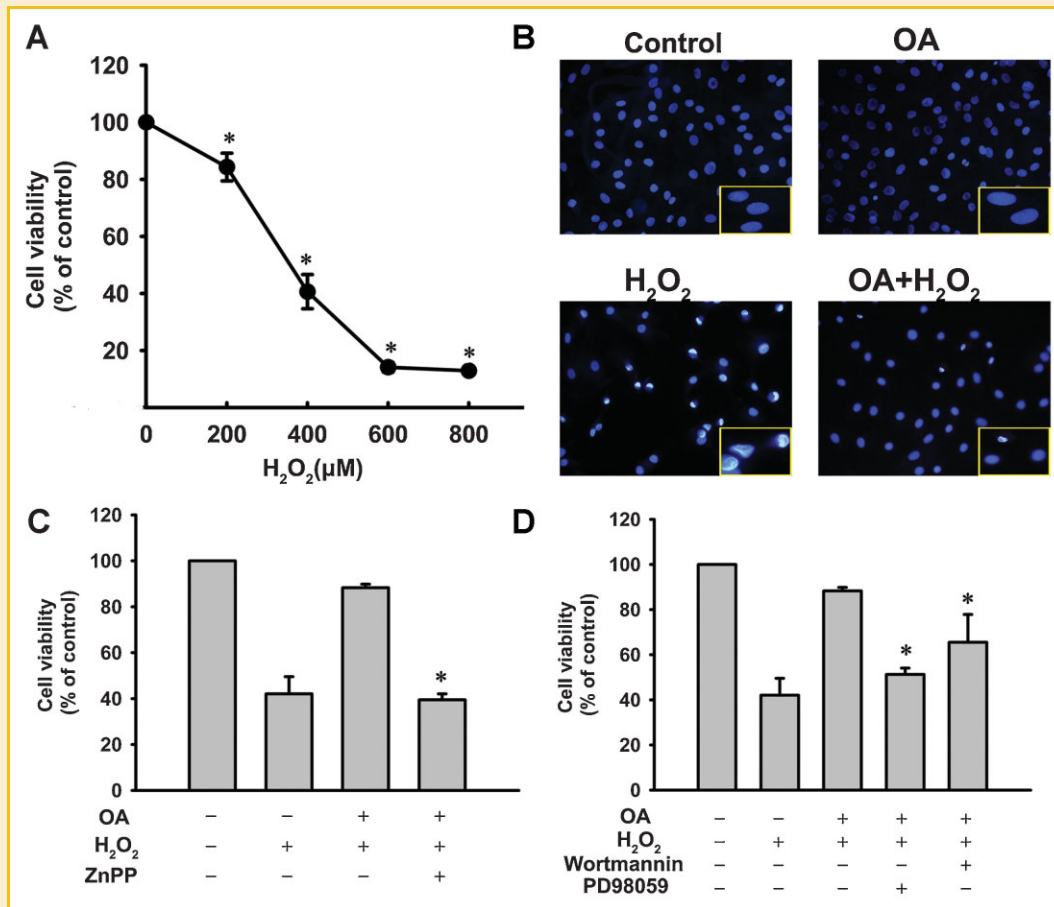 A
120
100
80
60
40
20
0 200 400 600 800
Cell viability
(% of control)
* * * *
H₂O₂(µM)
B
Control OA
H₂O₂ OA+H₂O₂
C
120
100
80
60
40
20
0
Cell viability
(% of control)
*
OA – – + +
H₂O₂ – + + +
ZnPP – – – +
D
120
100
80
60
40
20
0
Cell viability
(% of control)
* *
OA – – + + +
H₂O₂ – + + + +
Wortmannin – – – – +
PD98059 – – – + –